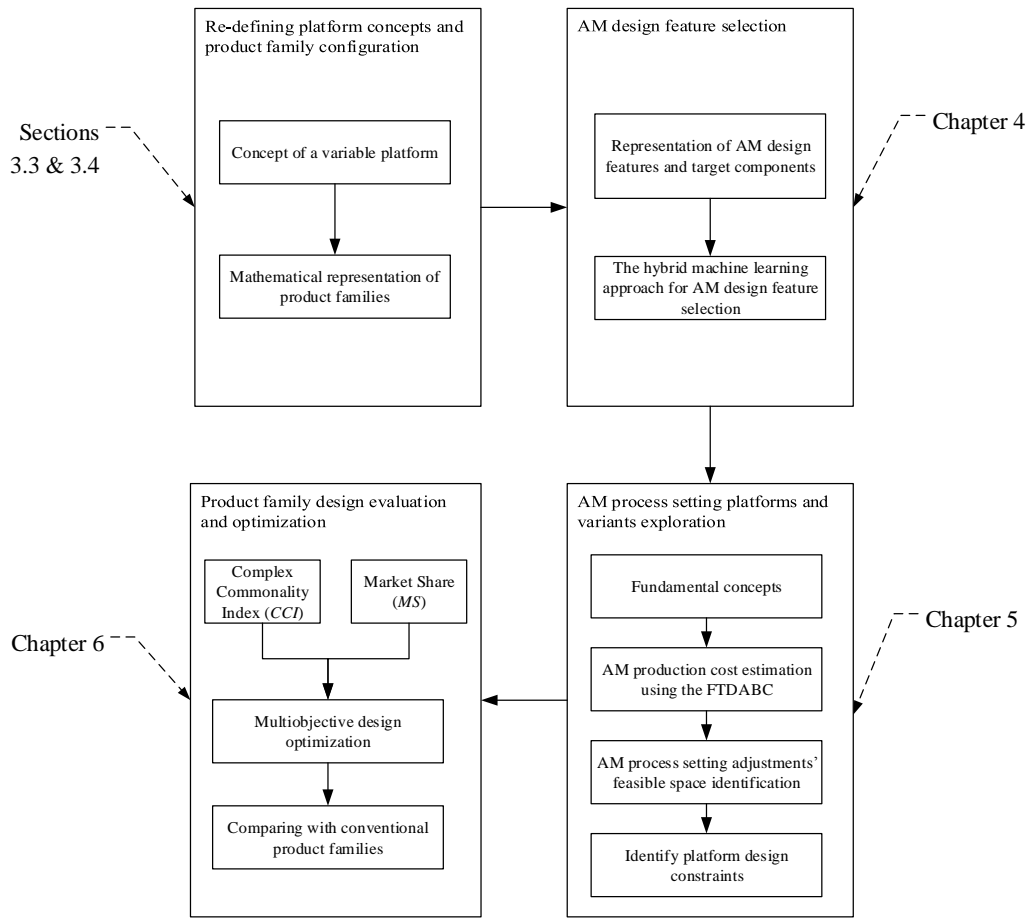 Re-defining platform concepts and
product family configuration
Sections
3.3 & 3.4
Concept of a variable platform
Mathematical representation of
product families
AM design feature selection
Chapter 4
Representation of AM design
features and target components
The hybrid machine learning
approach for AM design feature
selection
AM process setting platforms and
variants exploration
Chapter 5
Fundamental concepts
AM production cost estimation
using the FTDABC
AM process setting adjustments’
feasible space identification
Identify platform design
constraints
Product family design evaluation
and optimization
Chapter 6
Complex
Commonality
Index (CCI)
Market Share
(MS)
Multiobjective design
optimization
Comparing with conventional
product families